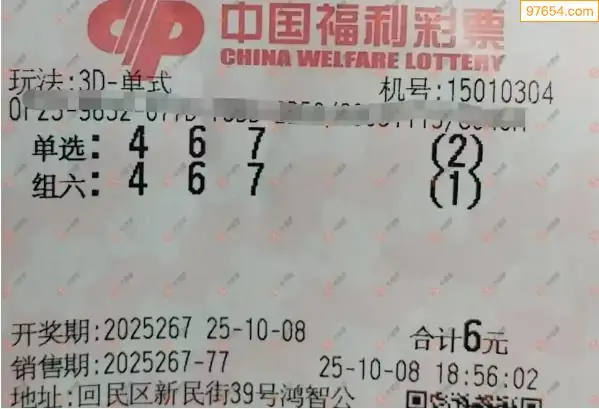 97654.com
中国福利彩票
CHINA WELFARE LOTTERY
玩法:3D-单式 机号:15010304
单选: 4 6 7 (2)
组六: 4 6 7 (1)
开奖期:2025267 25-10-08 合计6元
销售期:2025267-77 25-10-08 18:56:02
地址:回民区新民街39号鸿智公